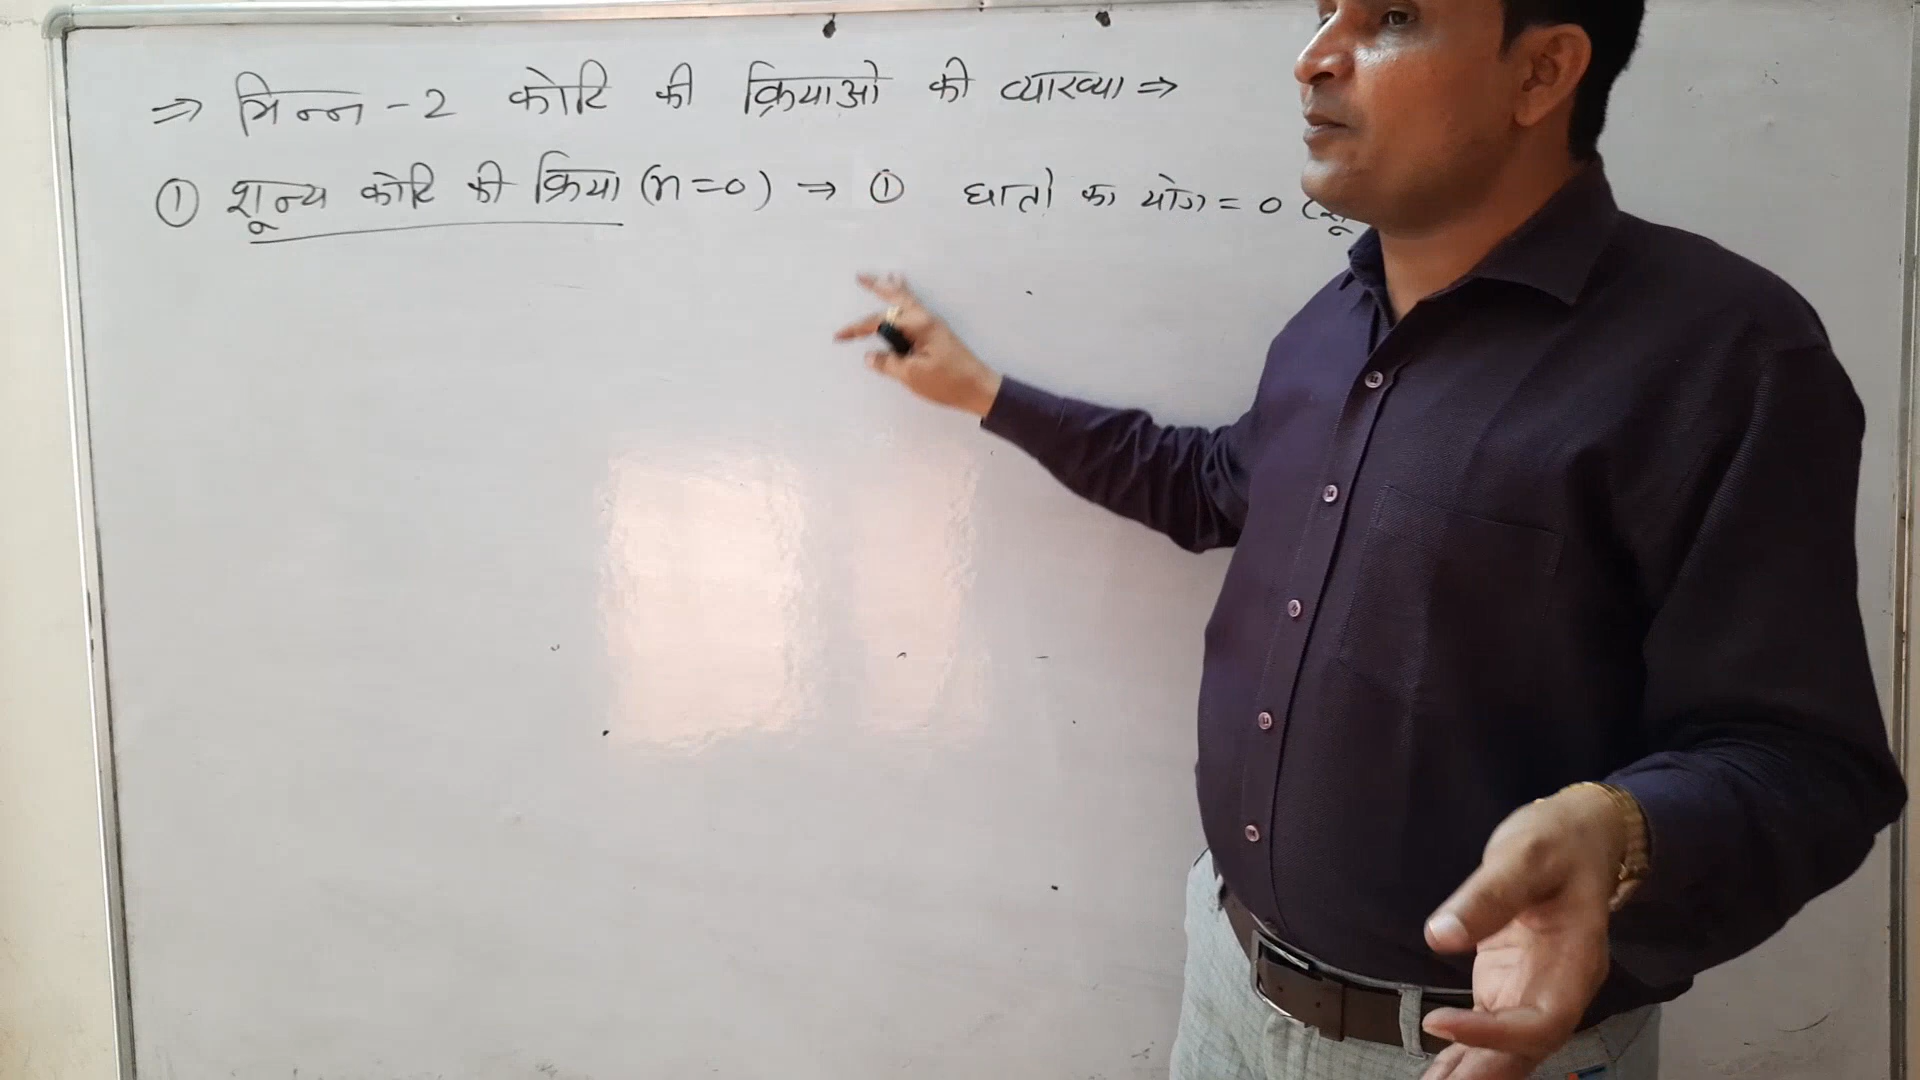 ⇒ भिन्न-2 कोटि की क्रियाओ की व्याख्या ⇒
① शून्य कोटि की क्रिया (n=0) → ① घातो का योग = 0 (शू